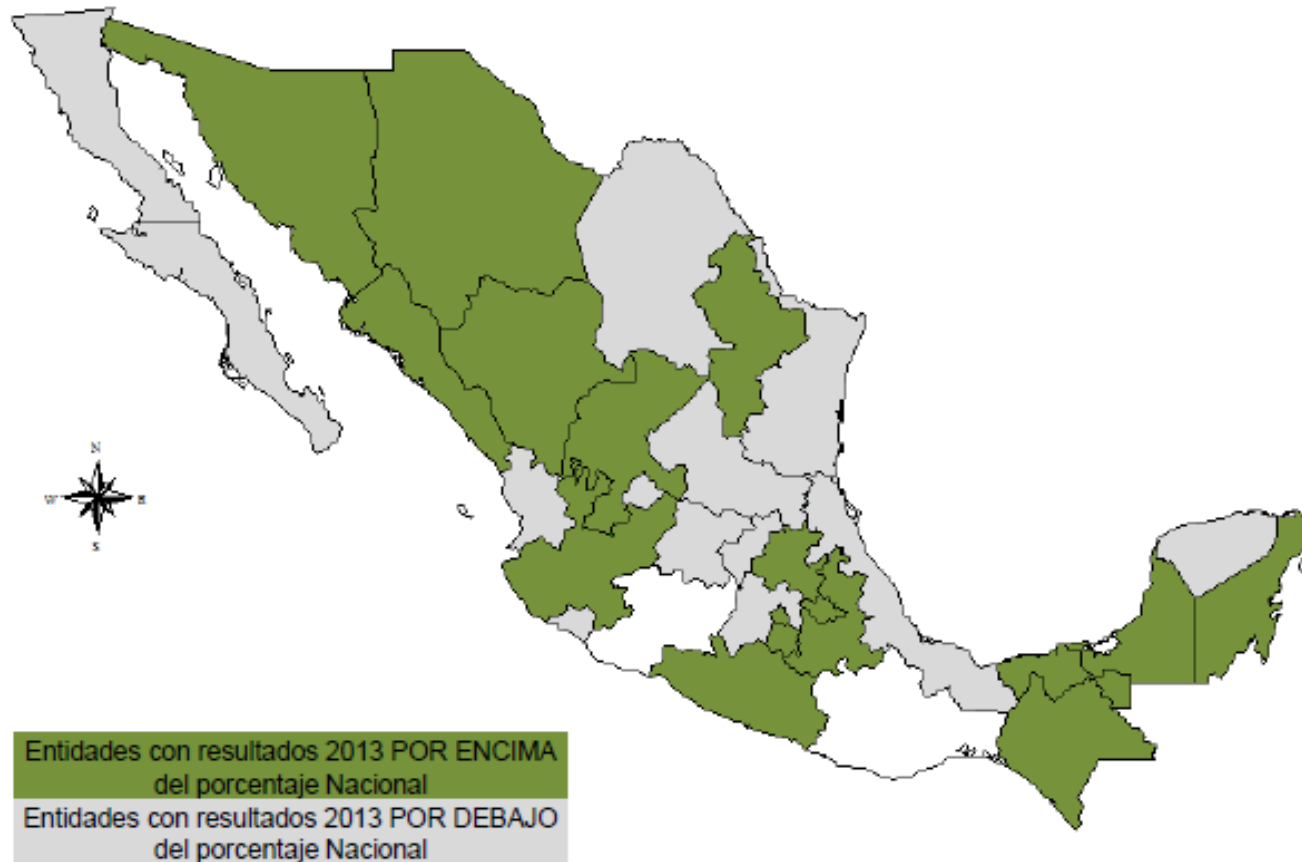 N
W E
S
Entidades con resultados 2013 POR ENCIMA
del porcentaje Nacional
Entidades con resultados 2013 POR DEBAJO
del porcentaje Nacional